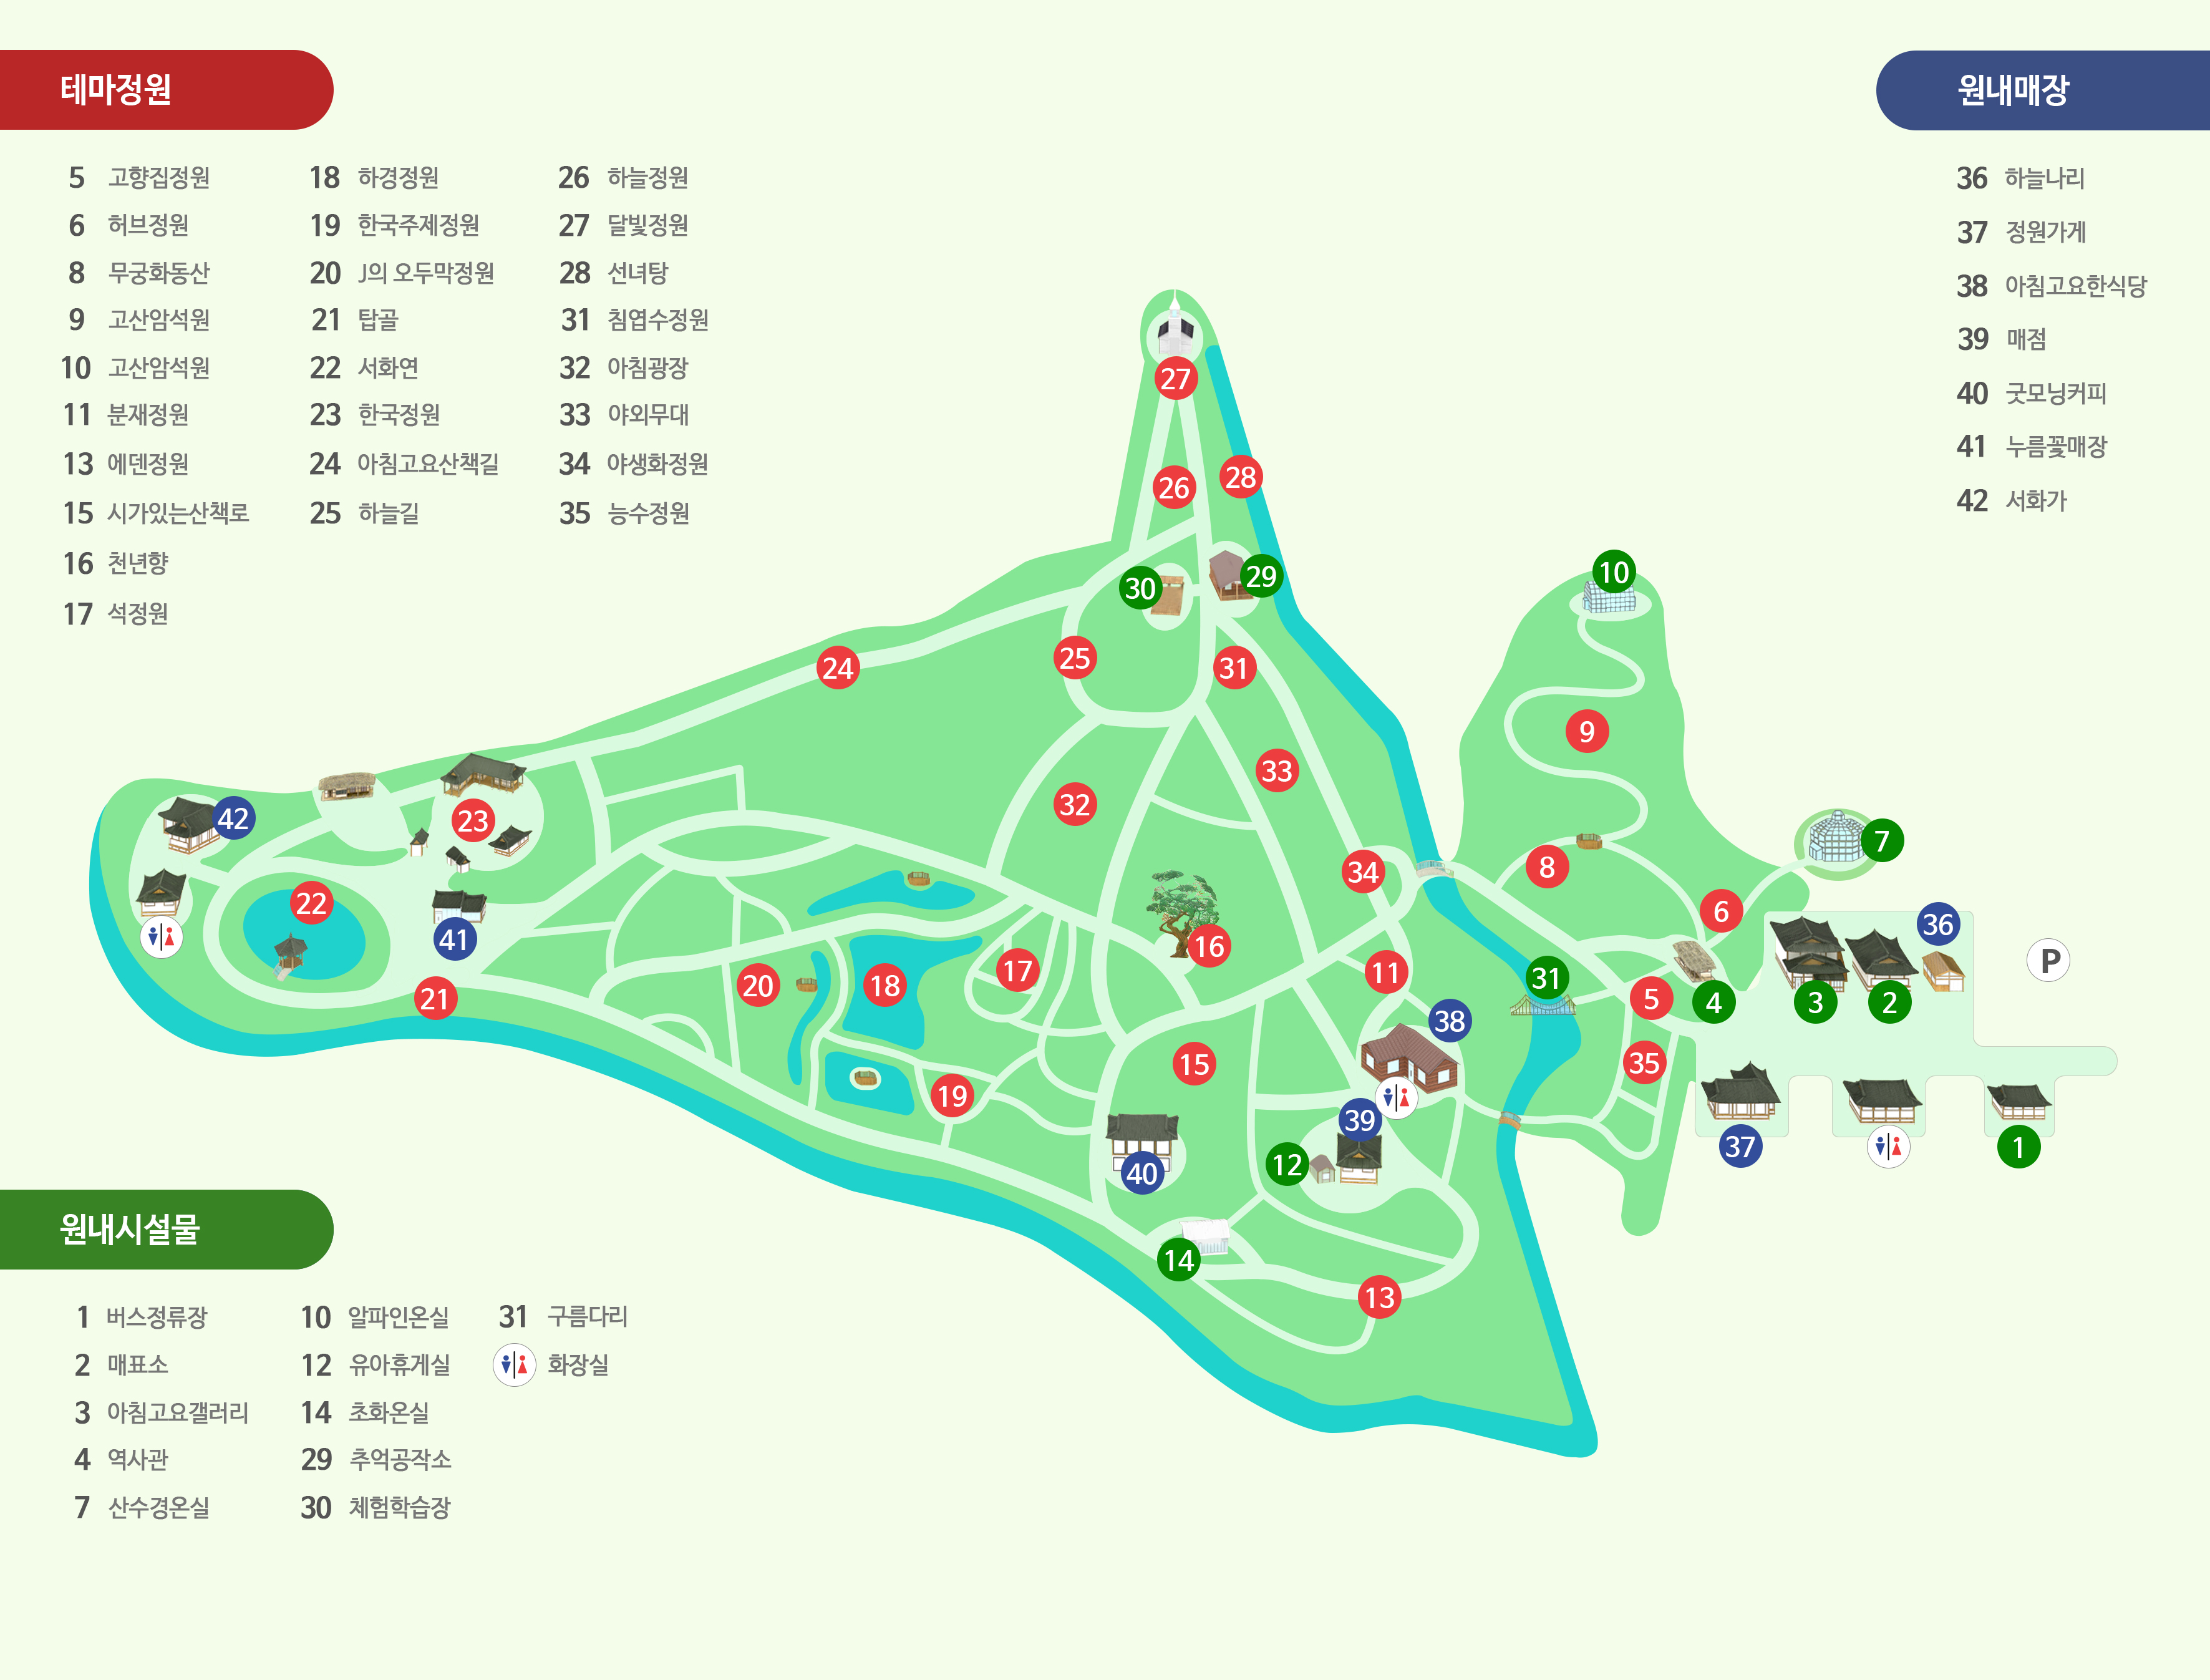 테마정원
5 고향집정원
6 허브정원
8 무궁화동산
9 고산암석원
10 고산암석원
11 분재정원
13 에덴정원
15 시가있는산책로
16 천년향
17 석정원
18 하경정원
19 한국주제정원
20 J의 오두막정원
21 탑골
22 서화연
23 한국정원
24 아침고요산책길
25 하늘길
26 하늘정원
27 달빛정원
28 선녀탕
31 침엽수정원
32 아침광장
33 야외무대
34 야생화정원
35 능수정원
원내매장
36 하늘나리
37 정원가게
38 아침고요한식당
39 매점
40 굿모닝커피
41 누름꽃매장
42 서화가
27
26
28
30
29
10
25
31
24
9
33
32
42
23
7
34
8
22
6
36
41
16
P
17
11
31
20
18
21
5
4
3
2
38
15
35
19
39
37
1
12
40
14
13
원내시설물
1 버스정류장
2 매표소
3 아침고요갤러리
4 역사관
7 산수경온실
10 알파인온실
12 유아휴게실
14 초화온실
29 추억공작소
30 체험학습장
31 구름다리
화장실